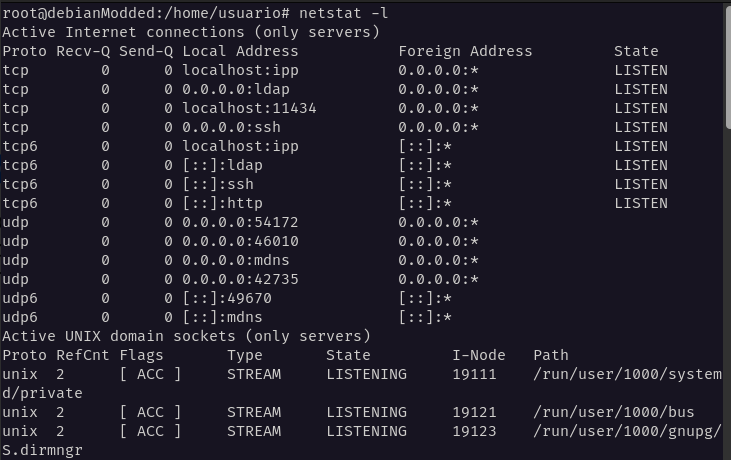 root@debianModded:/home/usuario# netstat -l
Active Internet connections (only servers)
Proto Recv-Q Send-Q Local Address           Foreign Address         State
tcp        0      0 localhost:ipp           0.0.0.0:*               LISTEN
tcp        0      0 0.0.0.0:ldap            0.0.0.0:*               LISTEN
tcp        0      0 localhost:11434         0.0.0.0:*               LISTEN
tcp        0      0 0.0.0.0:ssh             0.0.0.0:*               LISTEN
tcp6       0      0 localhost:ipp           [::]:*                  LISTEN
tcp6       0      0 [::]:ldap               [::]:*                  LISTEN
tcp6       0      0 [::]:ssh                [::]:*                  LISTEN
tcp6       0      0 [::]:http               [::]:*                  LISTEN
udp        0      0 0.0.0.0:54172           0.0.0.0:*
udp        0      0 0.0.0.0:46010           0.0.0.0:*
udp        0      0 0.0.0.0:mdns            0.0.0.0:*
udp        0      0 0.0.0.0:42735           0.0.0.0:*
udp6       0      0 [::]:49670              [::]:*
udp6       0      0 [::]:mdns               [::]:*
Active UNIX domain sockets (only servers)
Proto RefCnt Flags       Type       State         I-Node   Path
unix  2      [ ACC ]     STREAM     LISTENING     19111    /run/user/1000/system
d/private
unix  2      [ ACC ]     STREAM     LISTENING     19121    /run/user/1000/bus
unix  2      [ ACC ]     STREAM     LISTENING     19123    /run/user/1000/gnupg/
S.dirmngr